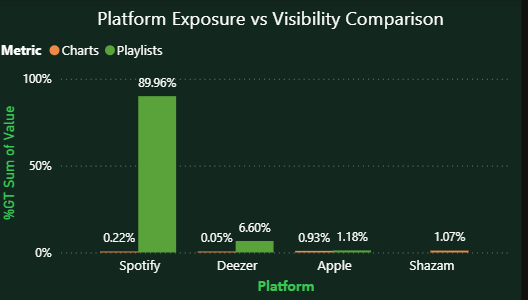 Platform Exposure vs Visibility Comparison
Metric Charts Playlists
100%
50%
0%
%GT Sum of Value
89.96%
0.22%
0.05%
6.60%
0.93%
1.18%
1.07%
Spotify Deezer Apple Shazam
Platform